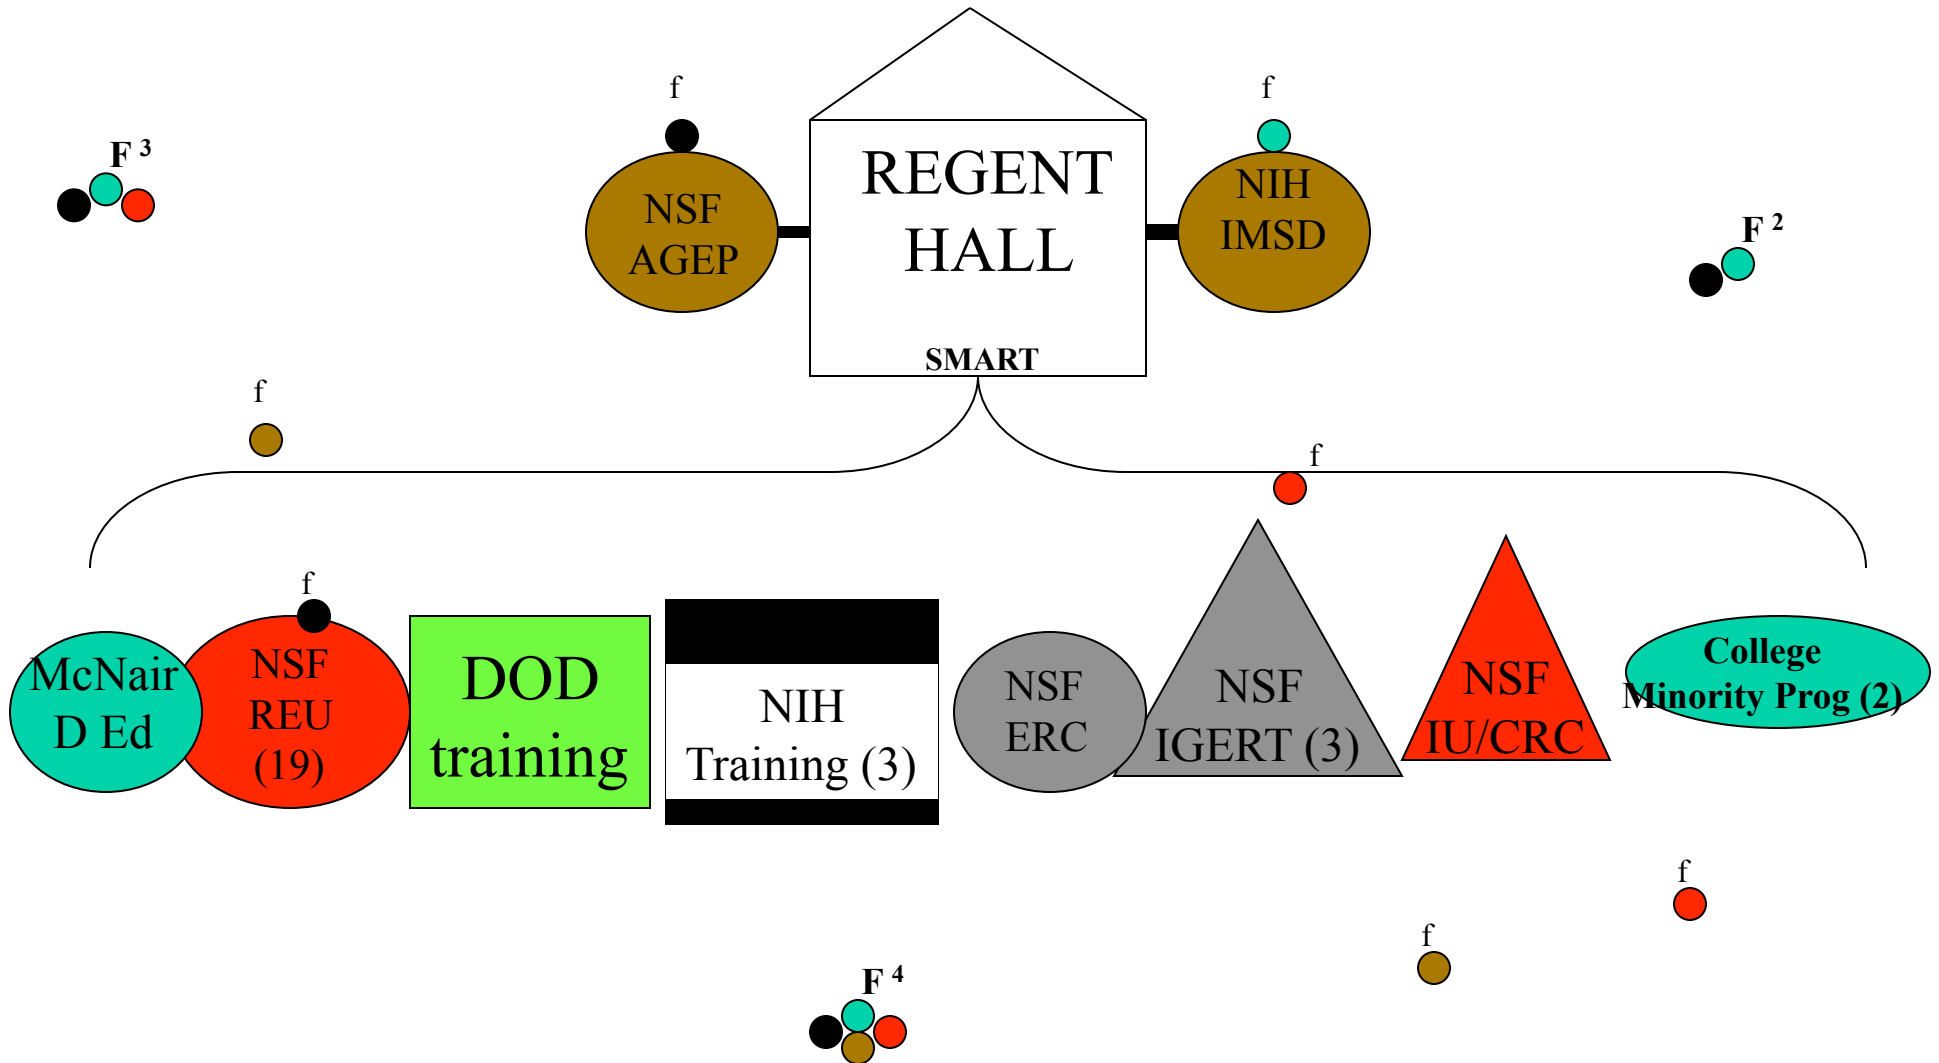 f
f
F 3
REGENT
HALL
NSF
AGEP
NIH
IMSD
F 2
SMART
f
f
f
McNair
D Ed
NSF
REU
(19)
DOD
training
NIH
Training (3)
NSF
ERC
NSF
IGERT (3)
NSF
IU/CRC
College
Minority Prog (2)
f
f
F 4